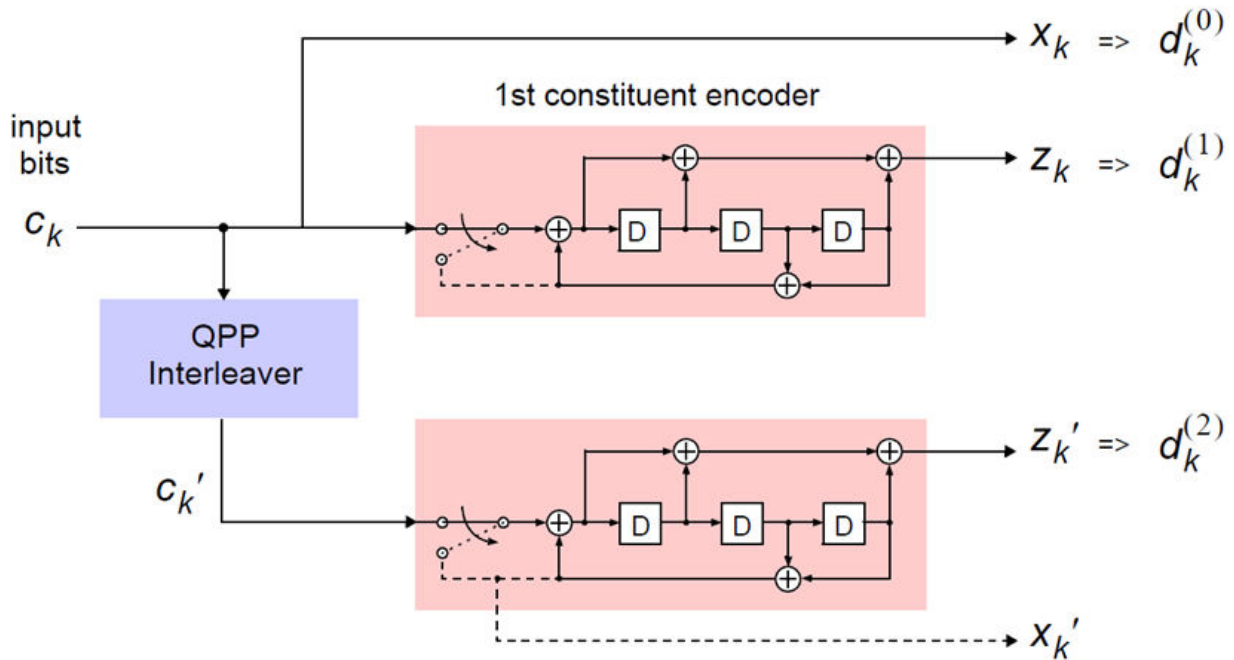 x_k => d_k^(0)
1st constituent encoder
input
bits
c_k
z_k => d_k^(1)
D D D
QPP
Interleaver
c_k'
z_k' => d_k^(2)
D D D
x_k'